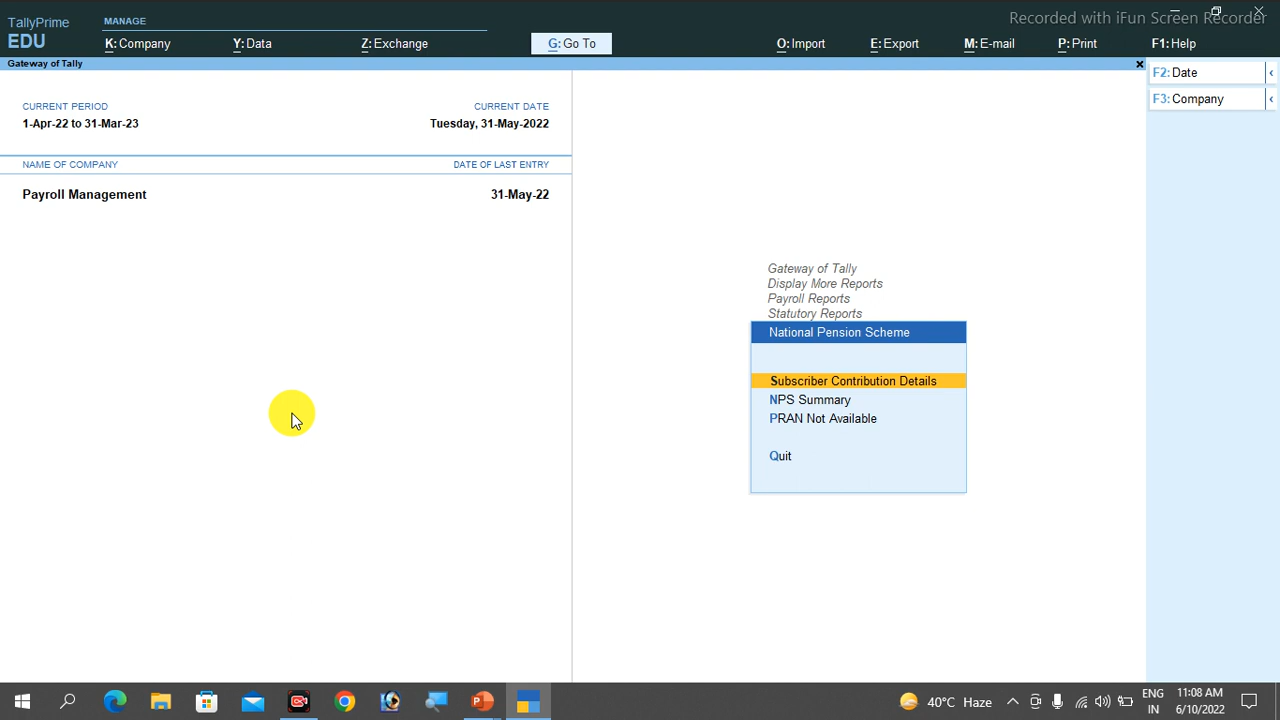 Recorded with iFun Screen Recorder
TallyPrime
EDU
MANAGE
K: Company
Y: Data
Z: Exchange
G: Go To
O: Import
E: Export
M: E-mail
P: Print
F1: Help
Gateway of Tally
F2: Date
F3: Company
CURRENT PERIOD
CURRENT DATE
1-Apr-22 to 31-Mar-23
Tuesday, 31-May-2022
NAME OF COMPANY
DATE OF LAST ENTRY
Payroll Management
31-May-22
Gateway of Tally
Display More Reports
Payroll Reports
Statutory Reports
National Pension Scheme
Subscriber Contribution Details
NPS Summary
PRAN Not Available
Quit
40°C Haze
ENG
IN
11:08 AM
6/10/2022